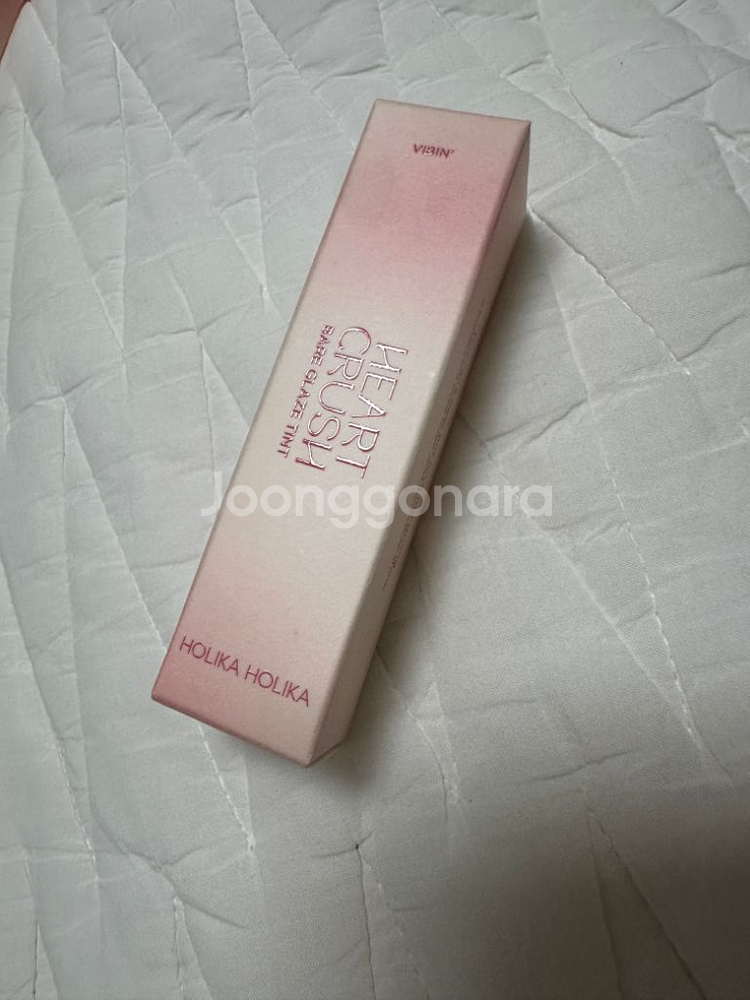 VIBIN'
HEART
CRUSH
BARE GLAZE TINT
Joonggonara
HOLIKA HOLIKA